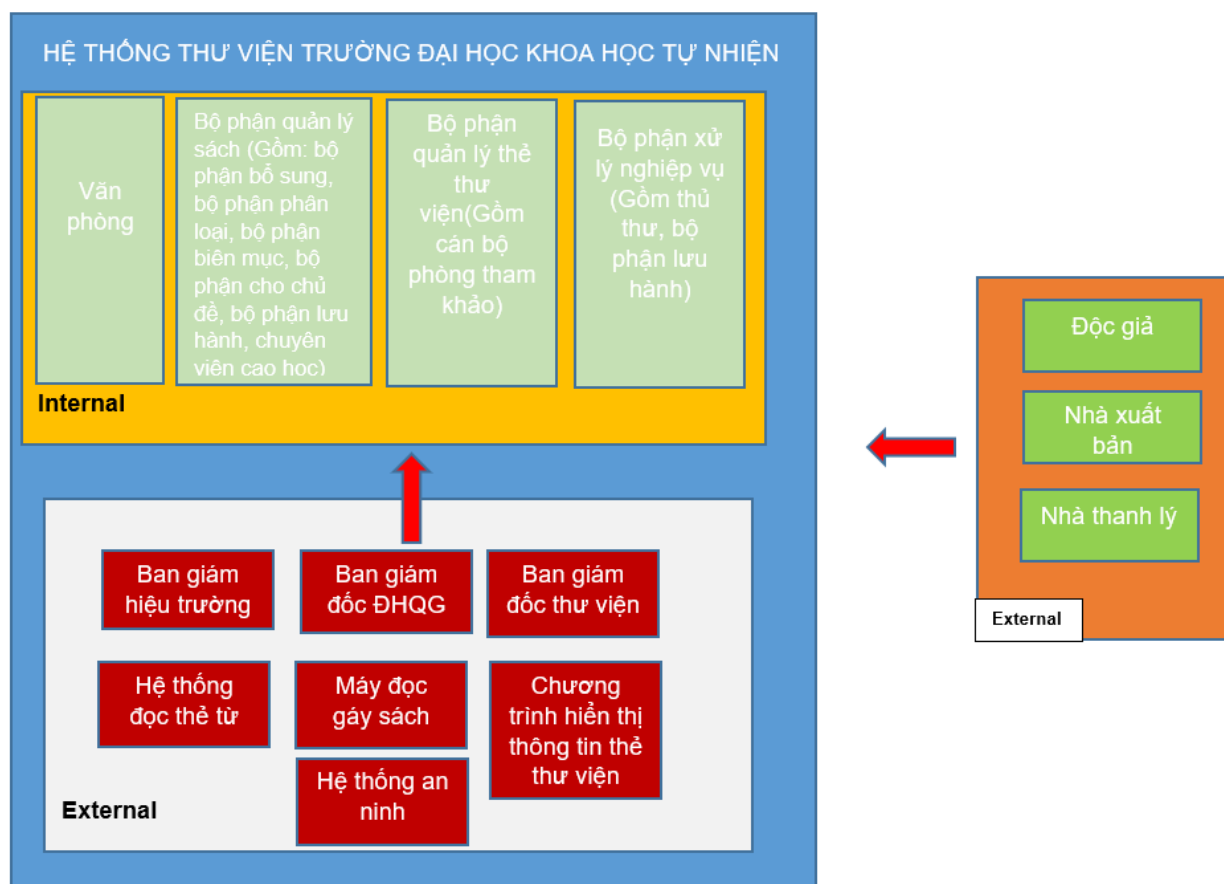 HỆ THỐNG THƯ VIỆN TRƯỜNG ĐẠI HỌC KHOA HỌC TỰ NHIỆN
Văn
phòng
Bộ phận quản lý
sách (Gồm: bộ
phận bổ sung,
bộ phận phân
loại, bộ phận
biên mục, bộ
phận cho chủ
đề, bộ phận lưu
hành, chuyên
viên cao học)
Bộ phận
quản lý thẻ
thư
viện(Gồm
cán bộ
phòng tham
khảo)
Bộ phận xử
lý nghiệp vụ
(Gồm thủ
thư, bộ
phận lưu
hành)
Internal
Ban giám
hiệu trường
Ban giám
đốc ĐHQG
Ban giám
đốc thư viện
Hệ thống
đọc thẻ từ
Máy đọc
gáy sách
Chương
trình hiển thị
thông tin thẻ
thư viện
Hệ thống an
ninh
External
Độc giả
Nhà xuất
bản
Nhà thanh lý
External